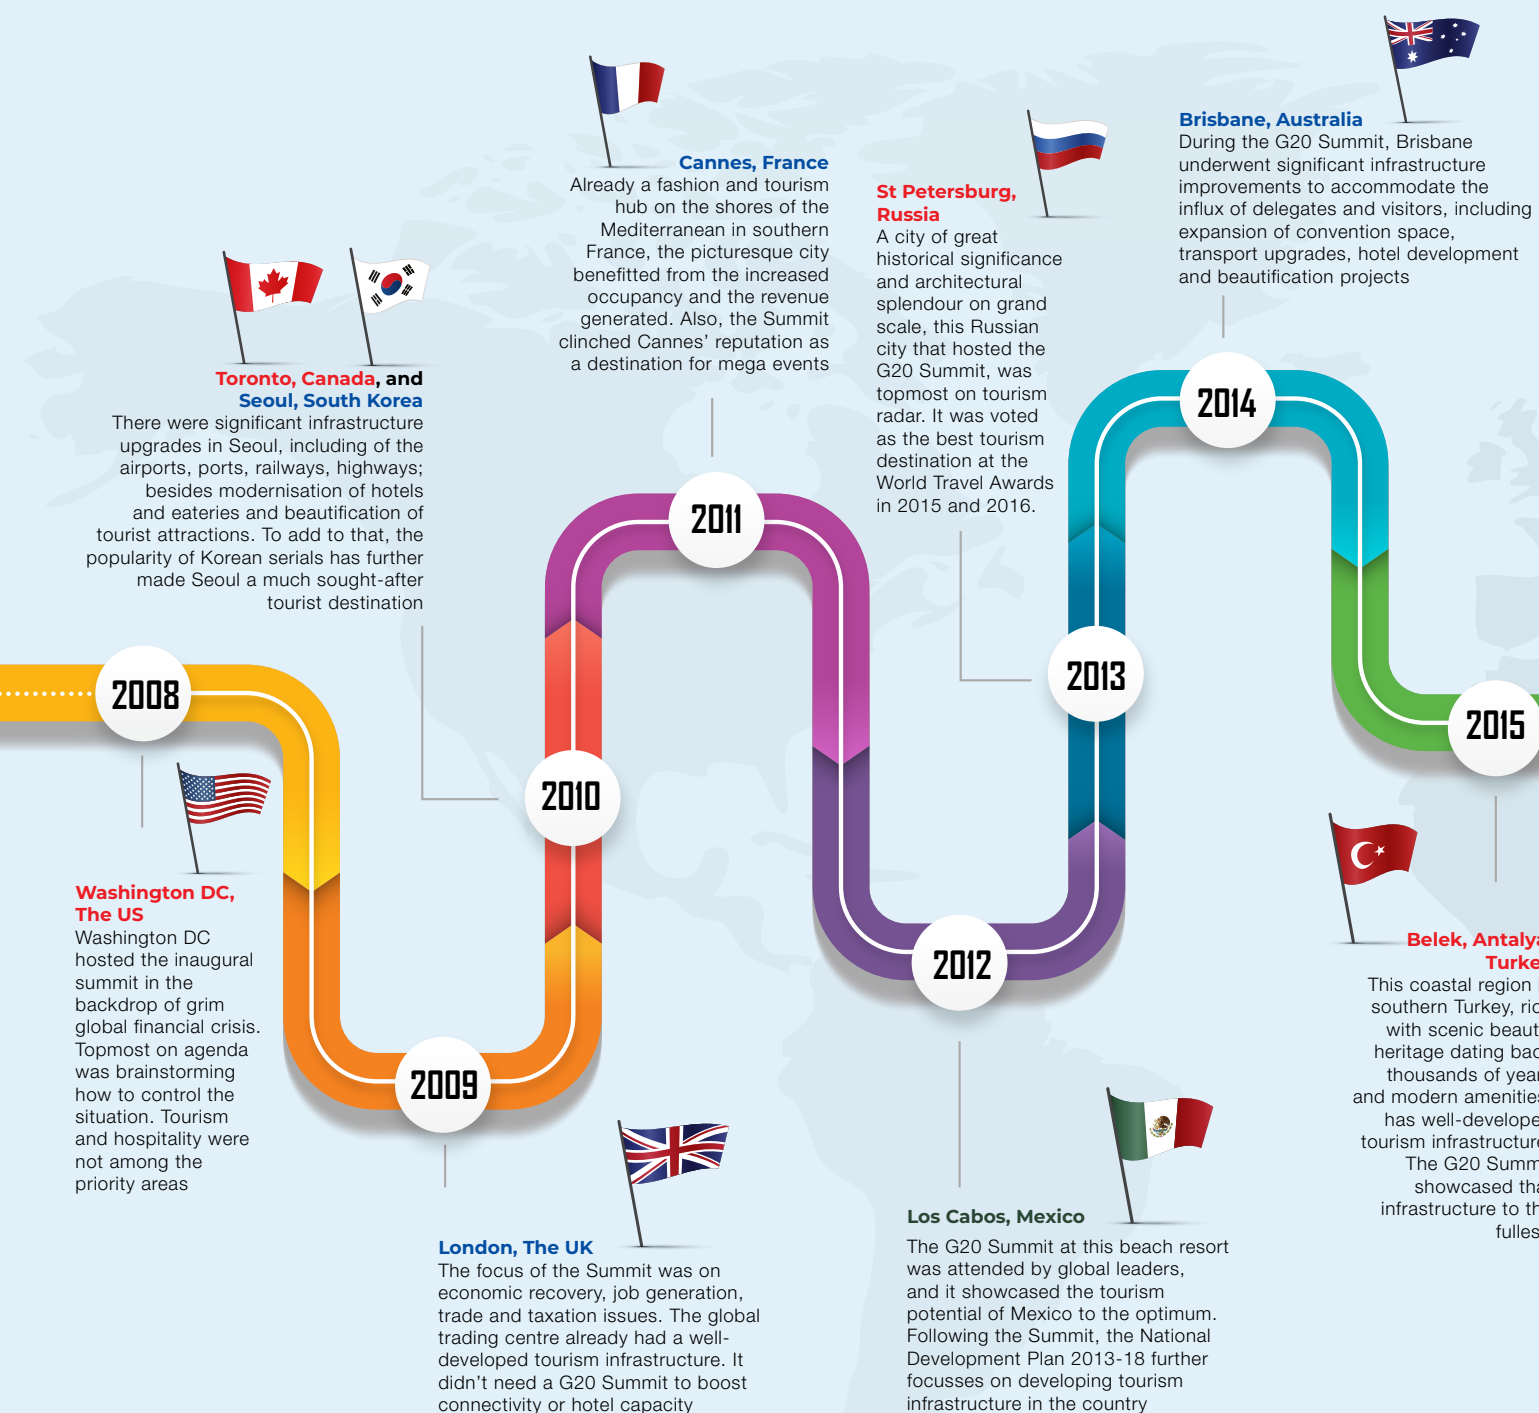 2008
Washington DC,
The US
Washington DC
hosted the inaugural
summit in the
backdrop of grim
global financial crisis.
Topmost on agenda
was brainstorming
how to control the
situation. Tourism
and hospitality were
not among the
priority areas
2009
London, The UK
The focus of the Summit was on
economic recovery, job generation,
trade and taxation issues. The global
trading centre already had a well-
developed tourism infrastructure. It
didn't need a G20 Summit to boost
connectivity or hotel capacity
2010
Toronto, Canada, and
Seoul, South Korea
There were significant infrastructure
upgrades in Seoul, including of the
airports, ports, railways, highways;
besides modernisation of hotels
and eateries and beautification of
tourist attractions. To add to that, the
popularity of Korean serials has further
made Seoul a much sought-after
tourist destination
2011
Cannes, France
Already a fashion and tourism
hub on the shores of the
Mediterranean in southern
France, the picturesque city
benefitted from the increased
occupancy and the revenue
generated. Also, the Summit
clinched Cannes' reputation as
a destination for mega events
2012
Los Cabos, Mexico
The G20 Summit at this beach resort
was attended by global leaders,
and it showcased the tourism
potential of Mexico to the optimum.
Following the Summit, the National
Development Plan 2013-18 further
focusses on developing tourism
infrastructure in the country
2013
St Petersburg,
Russia
A city of great
historical significance
and architectural
splendour on grand
scale, this Russian
city that hosted the
G20 Summit, was
topmost on tourism
radar. It was voted
as the best tourism
destination at the
World Travel Awards
in 2015 and 2016.
2014
Brisbane, Australia
During the G20 Summit, Brisbane
underwent significant infrastructure
improvements to accommodate the
influx of delegates and visitors, including
expansion of convention space,
transport upgrades, hotel development
and beautification projects
2015
Belek, Antalya
Turke
This coastal region
southern Turkey, ric
with scenic beaut
heritage dating bac
thousands of year
and modern amenities
has well-develope
tourism infrastructure
The G20 Summ
showcased tha
infrastructure to th
fulles